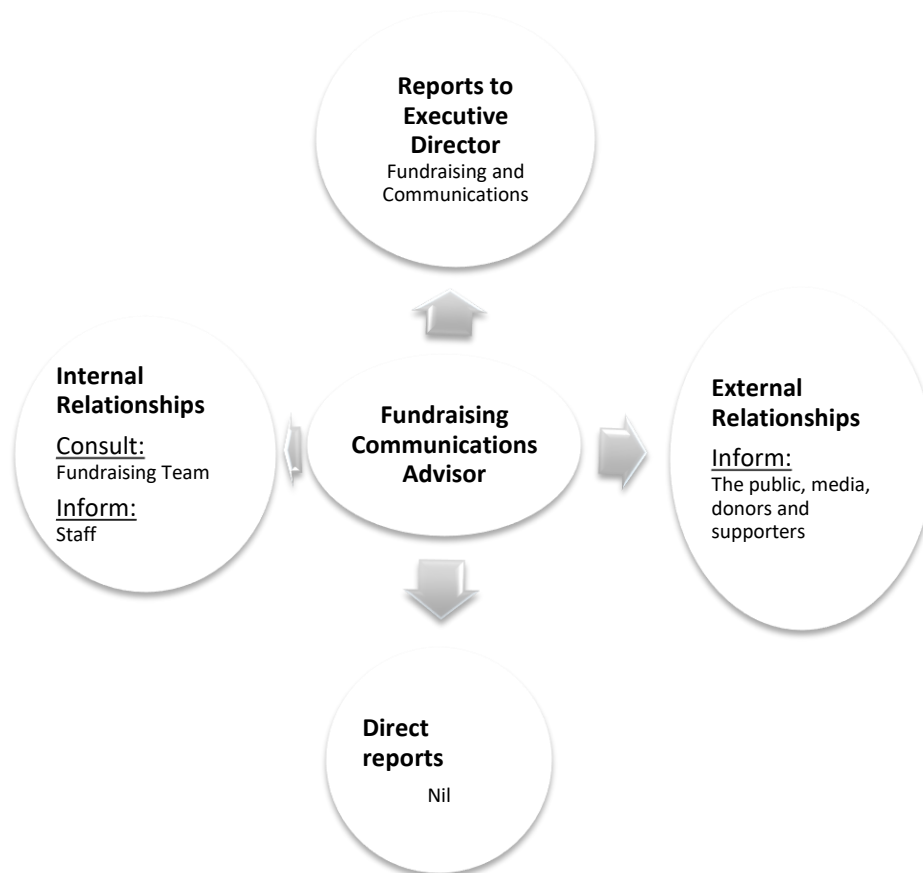 Reports to
Executive
Director
Fundraising and
Communications
Internal
Relationships
Consult:
Fundraising Team
Inform:
Staff
Fundraising
Communications
Advisor
External
Relationships
Inform:
The public, media,
donors and
supporters
Direct
reports
Nil